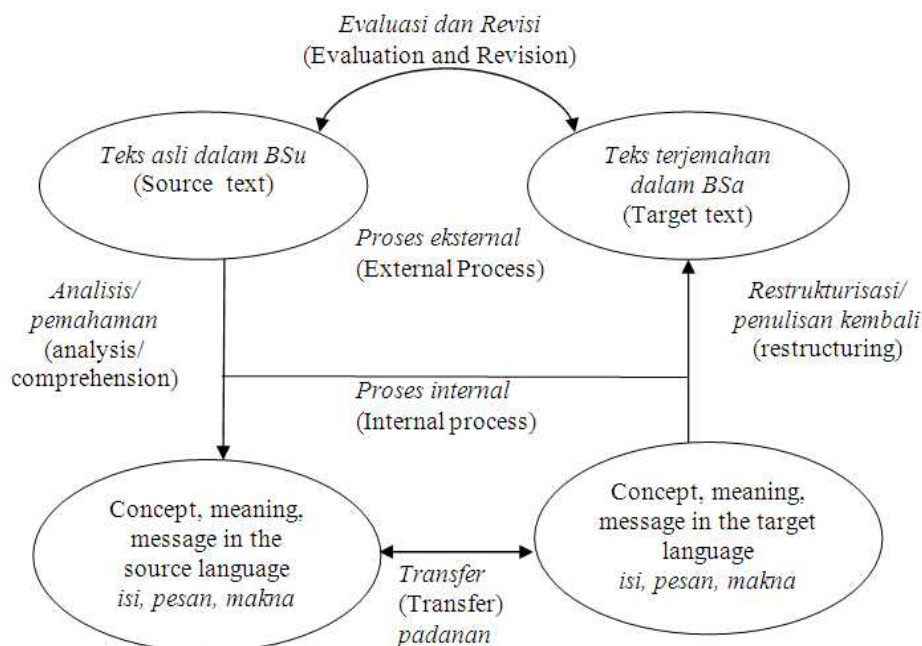 Evaluasi dan Revisi
(Evaluation and Revision)
Teks asli dalam BSu
(Source text)
Teks terjemahan
dalam BSa
(Target text)
Proses eksternal
(External Process)
Analisis/
pemahaman
(analysis/
comprehension)
Restrukturisasi/
penulisan kembali
(restructuring)
Proses internal
(Internal process)
Concept, meaning,
message in the
source language
isi, pesan, makna
Concept, meaning,
message in the target
language
isi, pesan, makna
Transfer
(Transfer)
padanan